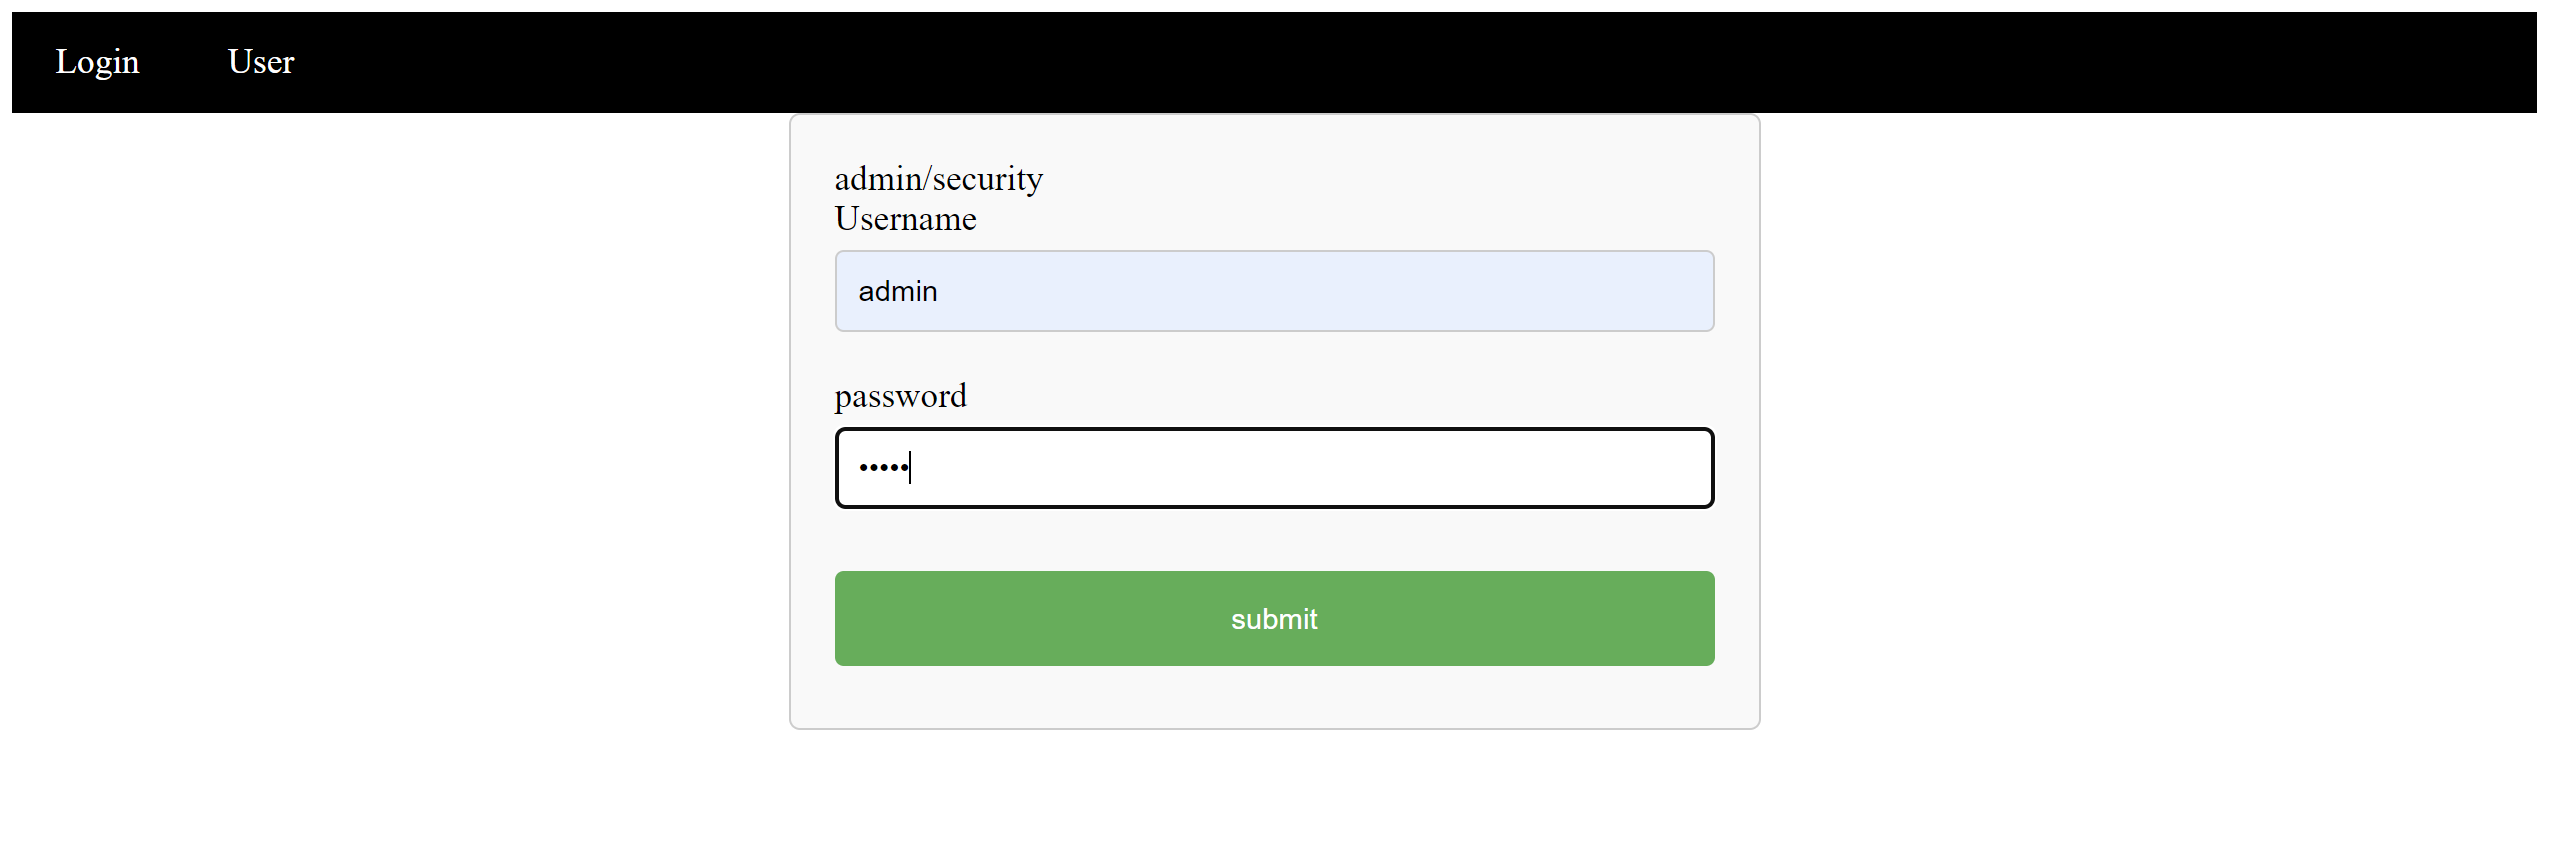 Login User
admin/security
Username
admin
password
•••••
submit